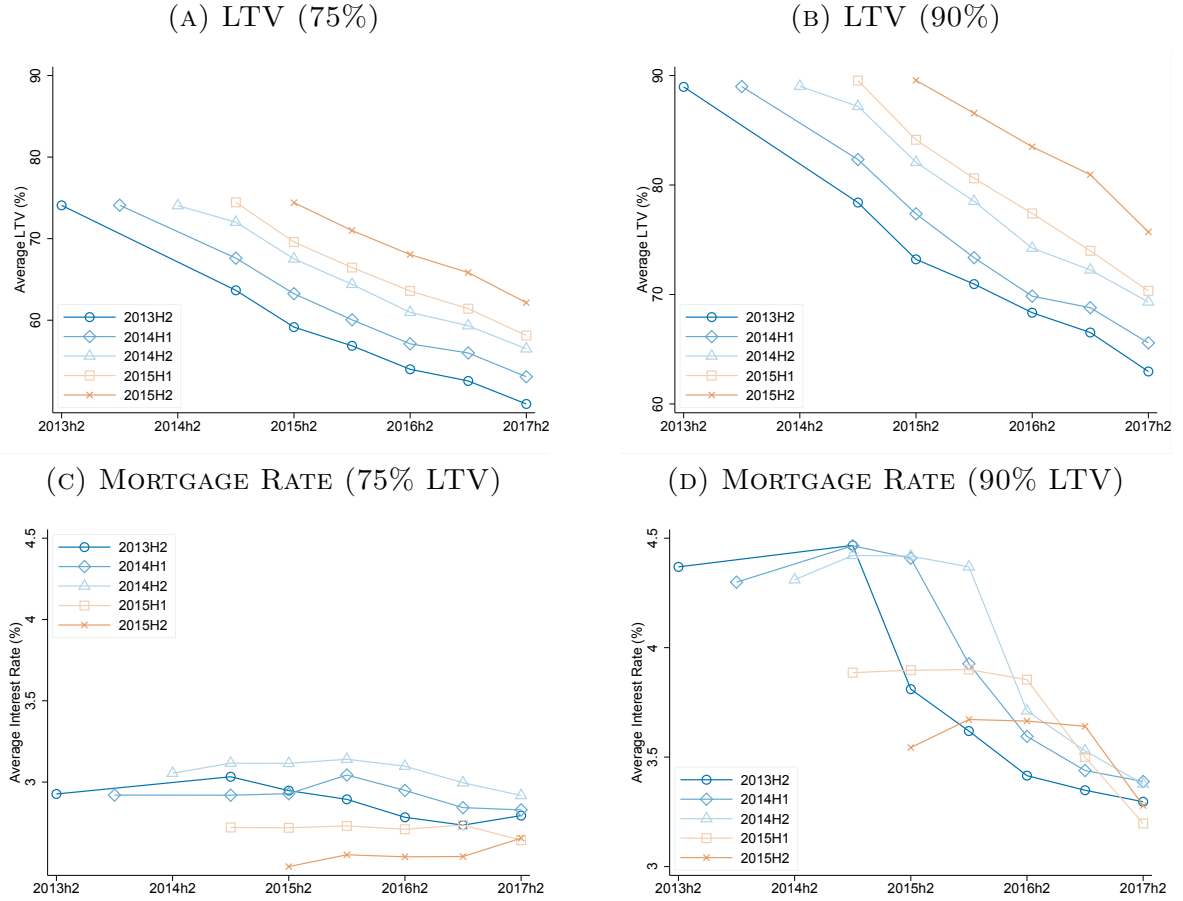 (A) LTV (75%)
Average LTV (%)
90
80
70
60
2013H2
2014H1
2014H2
2015H1
2015H2
2013h2 2014h2 2015h2 2016h2 2017h2
(B) LTV (90%)
Average LTV (%)
90
80
70
60
2013H2
2014H1
2014H2
2015H1
2015H2
2013h2 2014h2 2015h2 2016h2 2017h2
(C) MORTGAGE RATE (75% LTV)
Average Interest Rate (%)
4.5
4
3.5
3
2013H2
2014H1
2014H2
2015H1
2015H2
2013h2 2014h2 2015h2 2016h2 2017h2
(D) MORTGAGE RATE (90% LTV)
Average Interest Rate (%)
4.5
4
3.5
3
2013H2
2014H1
2014H2
2015H1
2015H2
2013h2 2014h2 2015h2 2016h2 2017h2